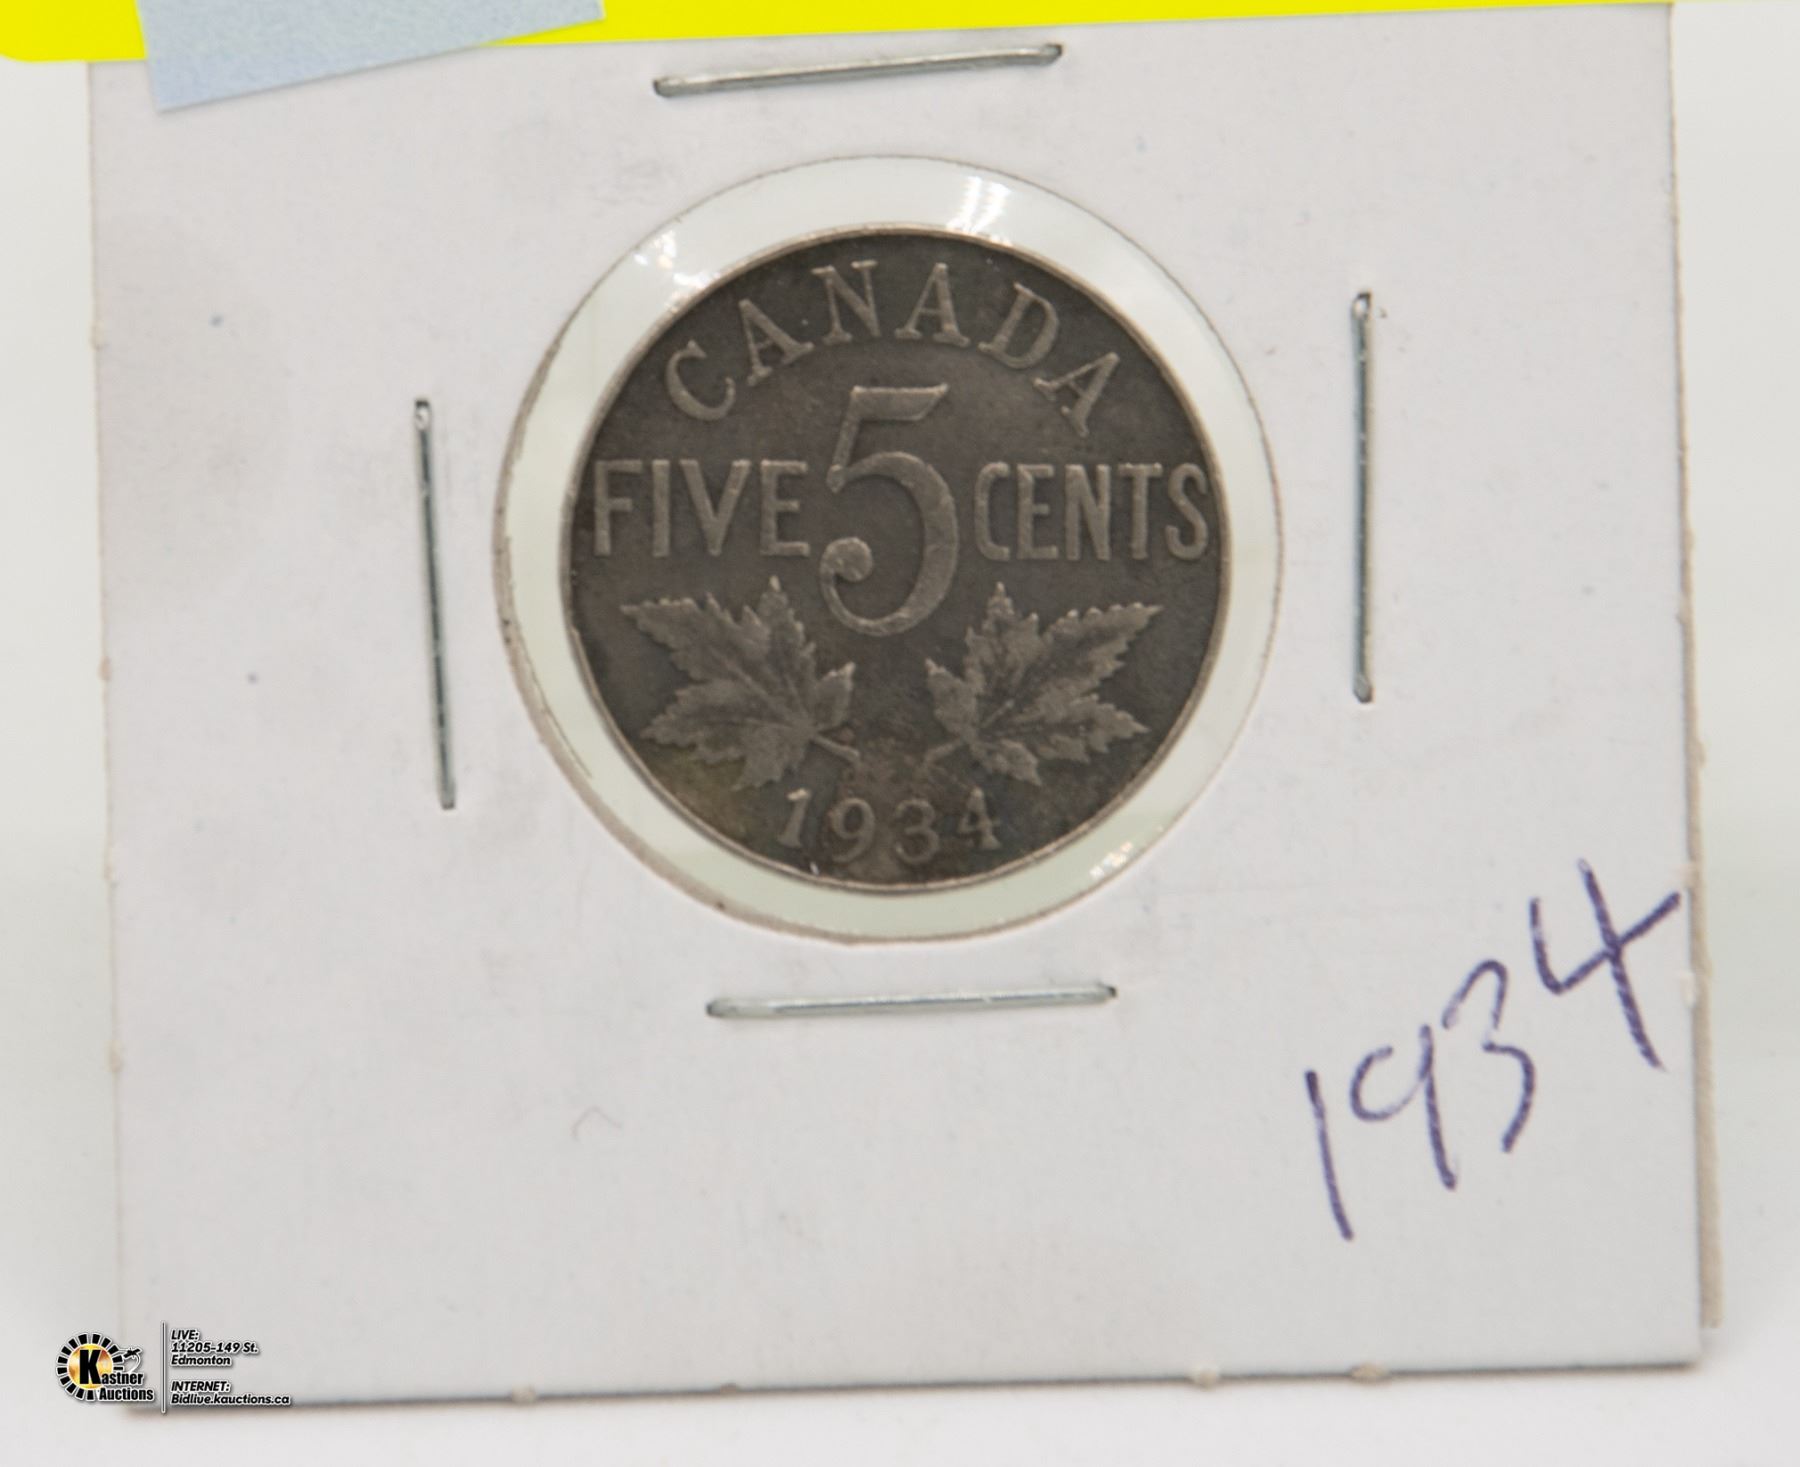 CANADA
FIVE 5 CENTS
1934
1934
Kastner
Auctions
LIVE:
11205-149 St.
Edmonton
INTERNET:
Bidlive.kauctions.ca